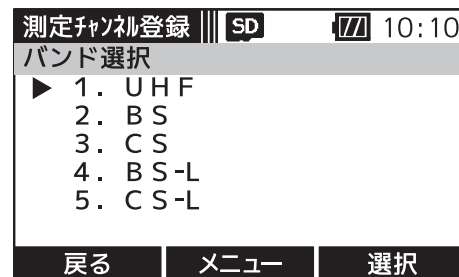 測定ﾁｬﾝﾈﾙ登録 SD 10:10
バンド選択
▶ 1. UHF
2. BS
3. CS
4. BS-L
5. CS-L
戻る メニュー 選択